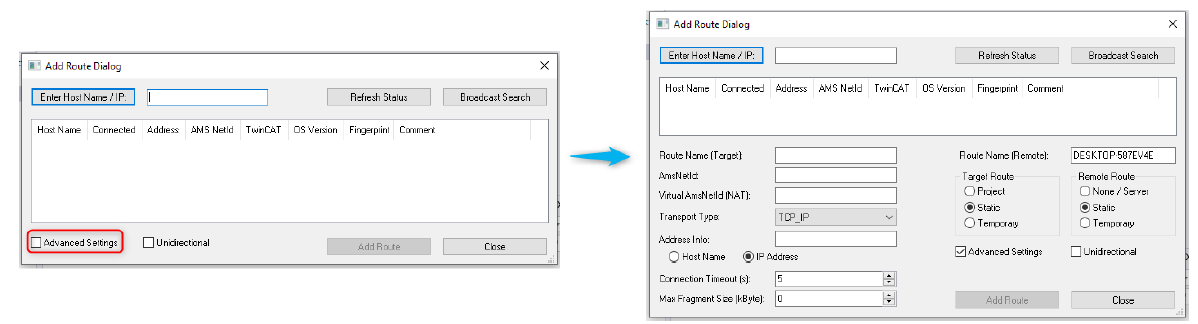 Add Route Dialog
Enter Host Name / IP: Refresh Status Broadcast Search
Host Name Connected Address AMS NetId TwinCAT OS Version Fingerprint Comment
Advanced Settings Unidirectional Add Route Close
Add Route Dialog
Enter Host Name / IP: Refresh Status Broadcast Search
Host Name Connected Address AMS NetId TwinCAT OS Version Fingerprint Comment
Route Name (Target): Route Name (Remote): DESKTOP-587EV4E
AmsNetId: Target Route Remote Route
Virtual AmsNetId (NAT): Project None / Server
Transport Type: TCP_IP Static Static
Temporary Temporary
Address Info:
Host Name IP Address Advanced Settings Unidirectional
Connection Timeout (s): 5
Max Fragment Size (kByte): 0 Add Route Close